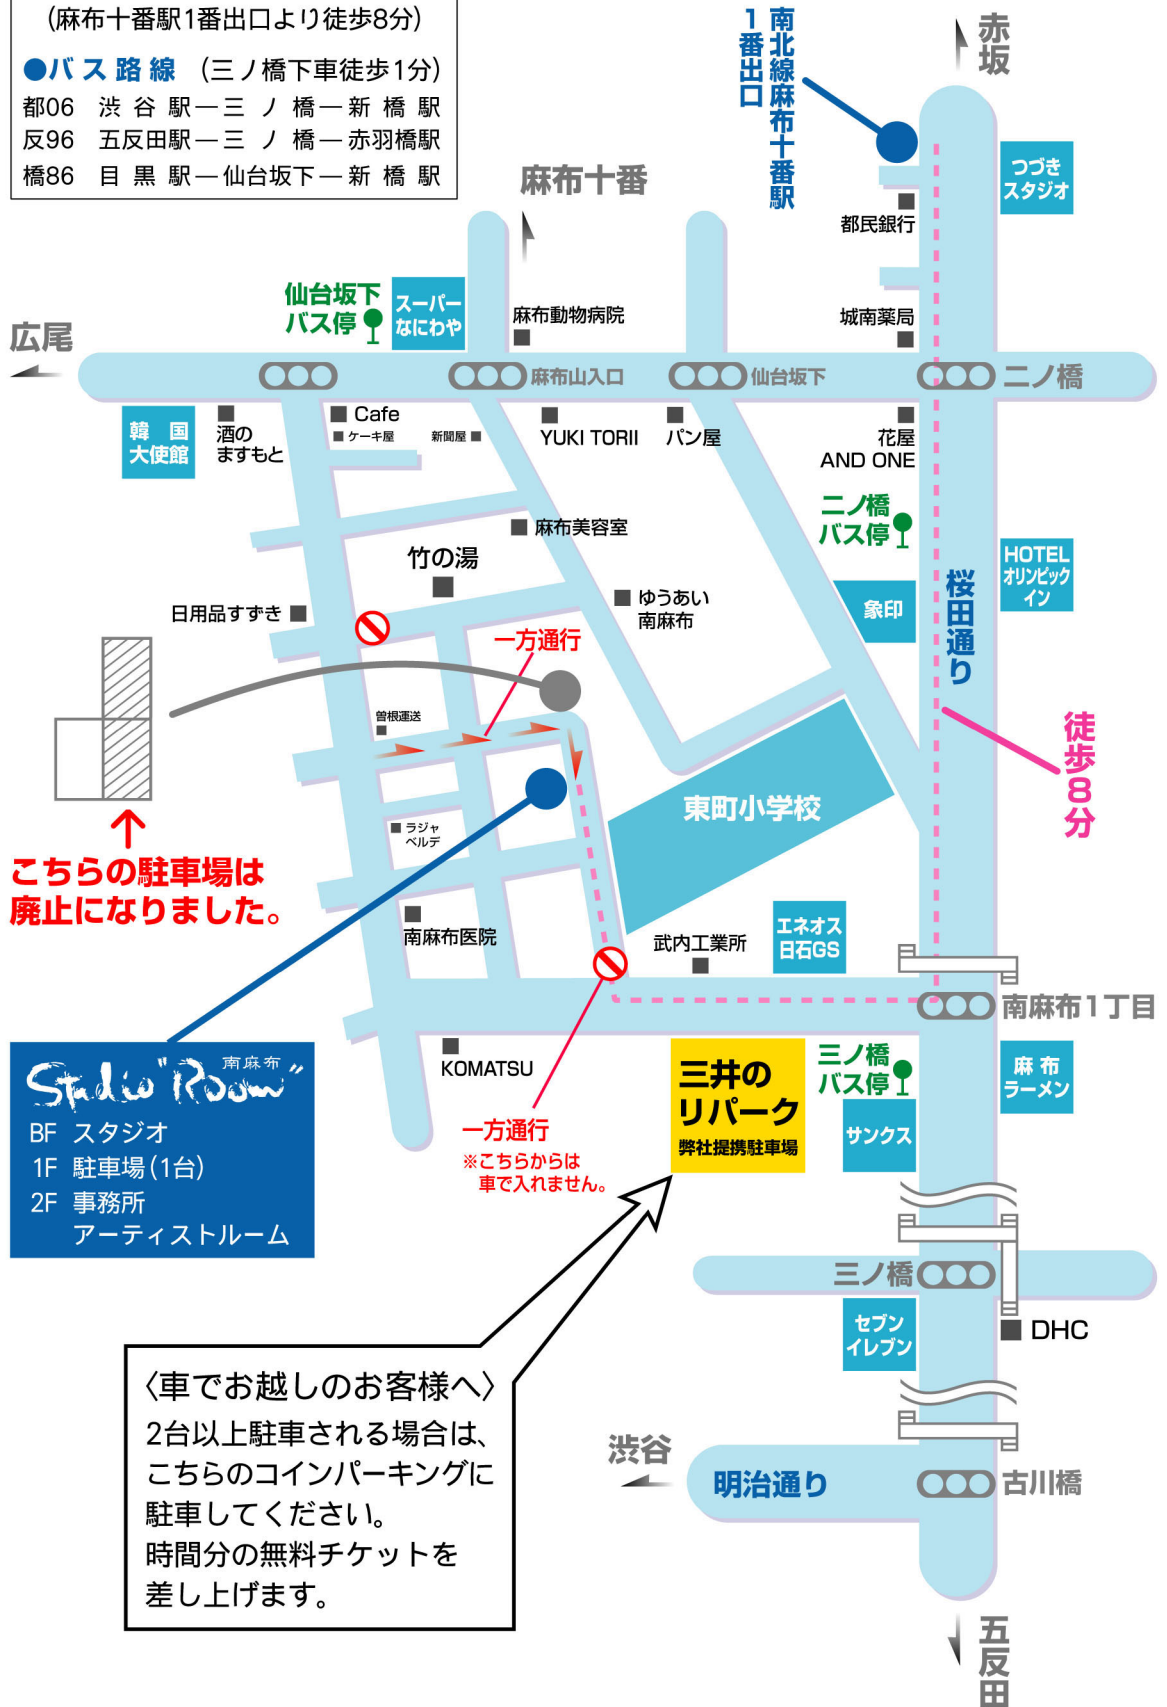 (麻布十番駅1番出口より徒歩8分)
●バス路線 (三ノ橋下車徒歩1分)
都06 渋谷駅―三ノ橋―新橋駅
反96 五反田駅―三ノ橋―赤羽橋駅
橋86 目黒駅―仙台坂下―新橋駅
南北線麻布十番駅
1番出口
赤坂
つづき
スタジオ
都民銀行
麻布十番
仙台坂下
バス停
スーパー
なにわや
麻布動物病院
城南薬局
広尾
麻布山入口
仙台坂下
二ノ橋
韓国
大使館
酒の
ますもと
Cafe
ケーキ屋
新聞屋
YUKI TORII
パン屋
花屋
AND ONE
二ノ橋
バス停
麻布美容室
竹の湯
HOTEL
オリンピック
イン
桜田通り
象印
ゆうあい
南麻布
日用品すずき
一方通行
曽根運送
徒歩8分
東町小学校
ラジャ
ベルデ
こちらの駐車場は
廃止になりました。
南麻布医院
武内工業所
エネオス
日石GS
南麻布1丁目
Studio "Room"
南麻布
BF スタジオ
1F 駐車場(1台)
2F 事務所
アーティストルーム
KOMATSU
三井の
リパーク
弊社提携駐車場
三ノ橋
バス停
麻布
ラーメン
サンクス
一方通行
※こちらからは
車で入れません。
三ノ橋
セブン
イレブン
DHC
〈車でお越しのお客様へ〉
2台以上駐車される場合は、
こちらのコインパーキングに
駐車してください。
時間分の無料チケットを
差し上げます。
渋谷
明治通り
古川橋
五反田